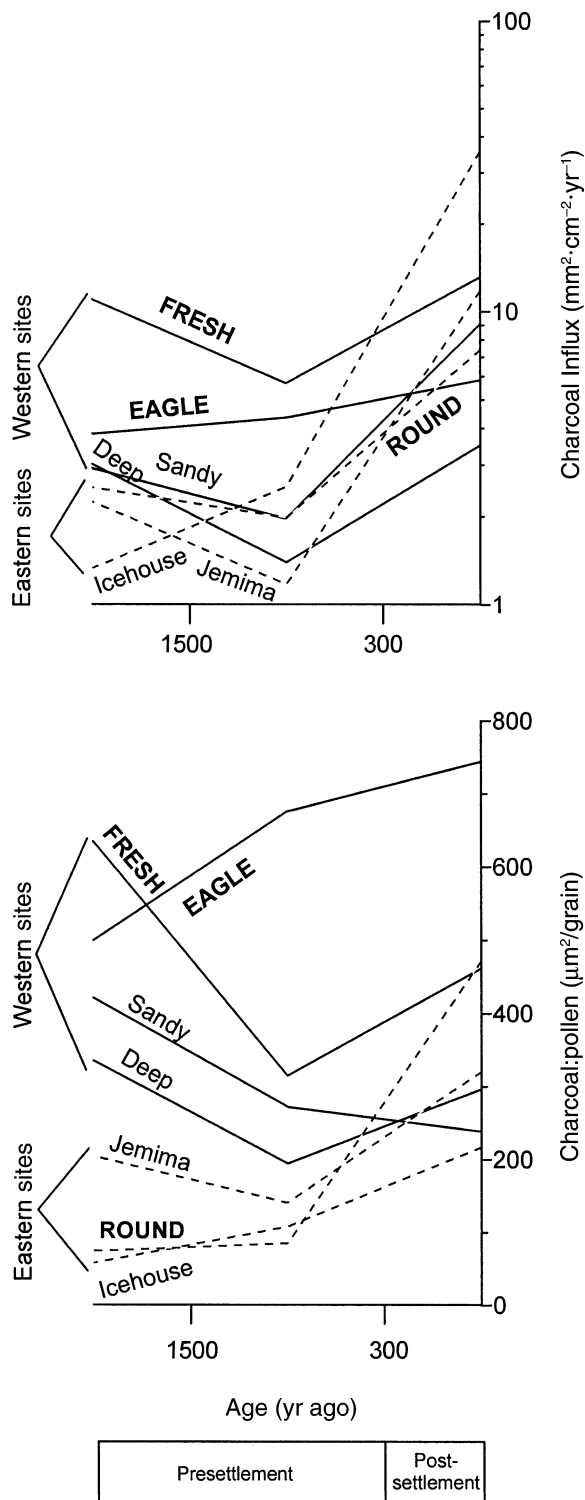 100
10
1
Charcoal Influx (mm²·cm⁻²·yr⁻¹)
Western sites
Eastern sites
FRESH
EAGLE
Deep
Sandy
ROUND
Icehouse
Jemima
1500
300
800
600
400
200
0
Charcoal:pollen (μm²/grain)
Western sites
Eastern sites
FRESH
EAGLE
Sandy
Deep
Jemima
ROUND
Icehouse
1500
300
Age (yr ago)
Presettlement
Post-
settlement